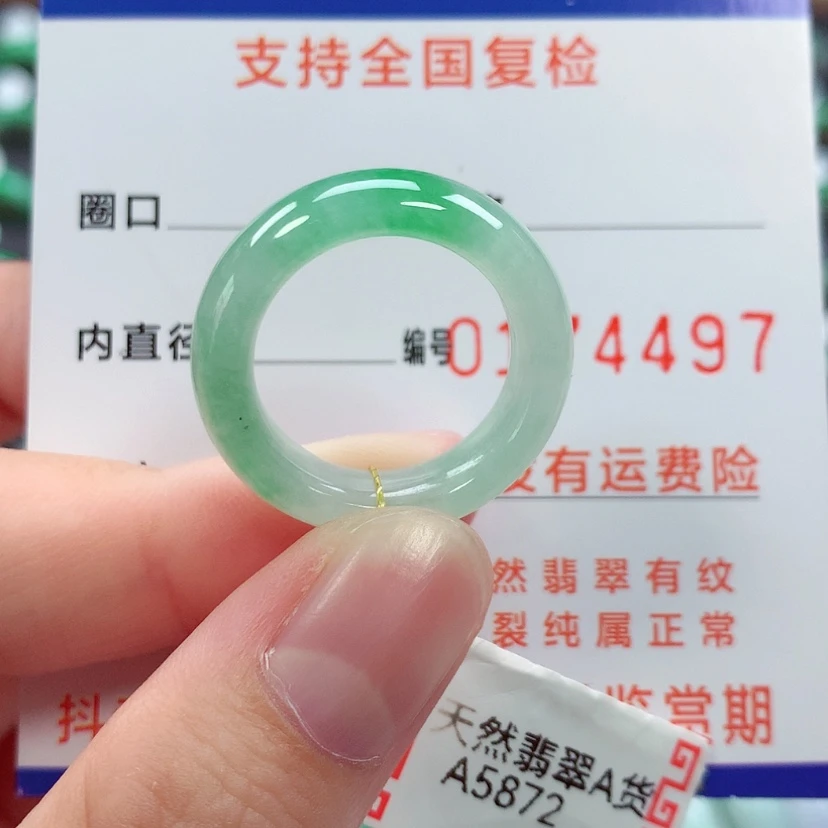 支持全国复检
圈口
内直径 编号 01 4497
有运费险
然翡翠有纹
裂纯属正常
抖 鉴赏期
天然翡翠A货
A5872